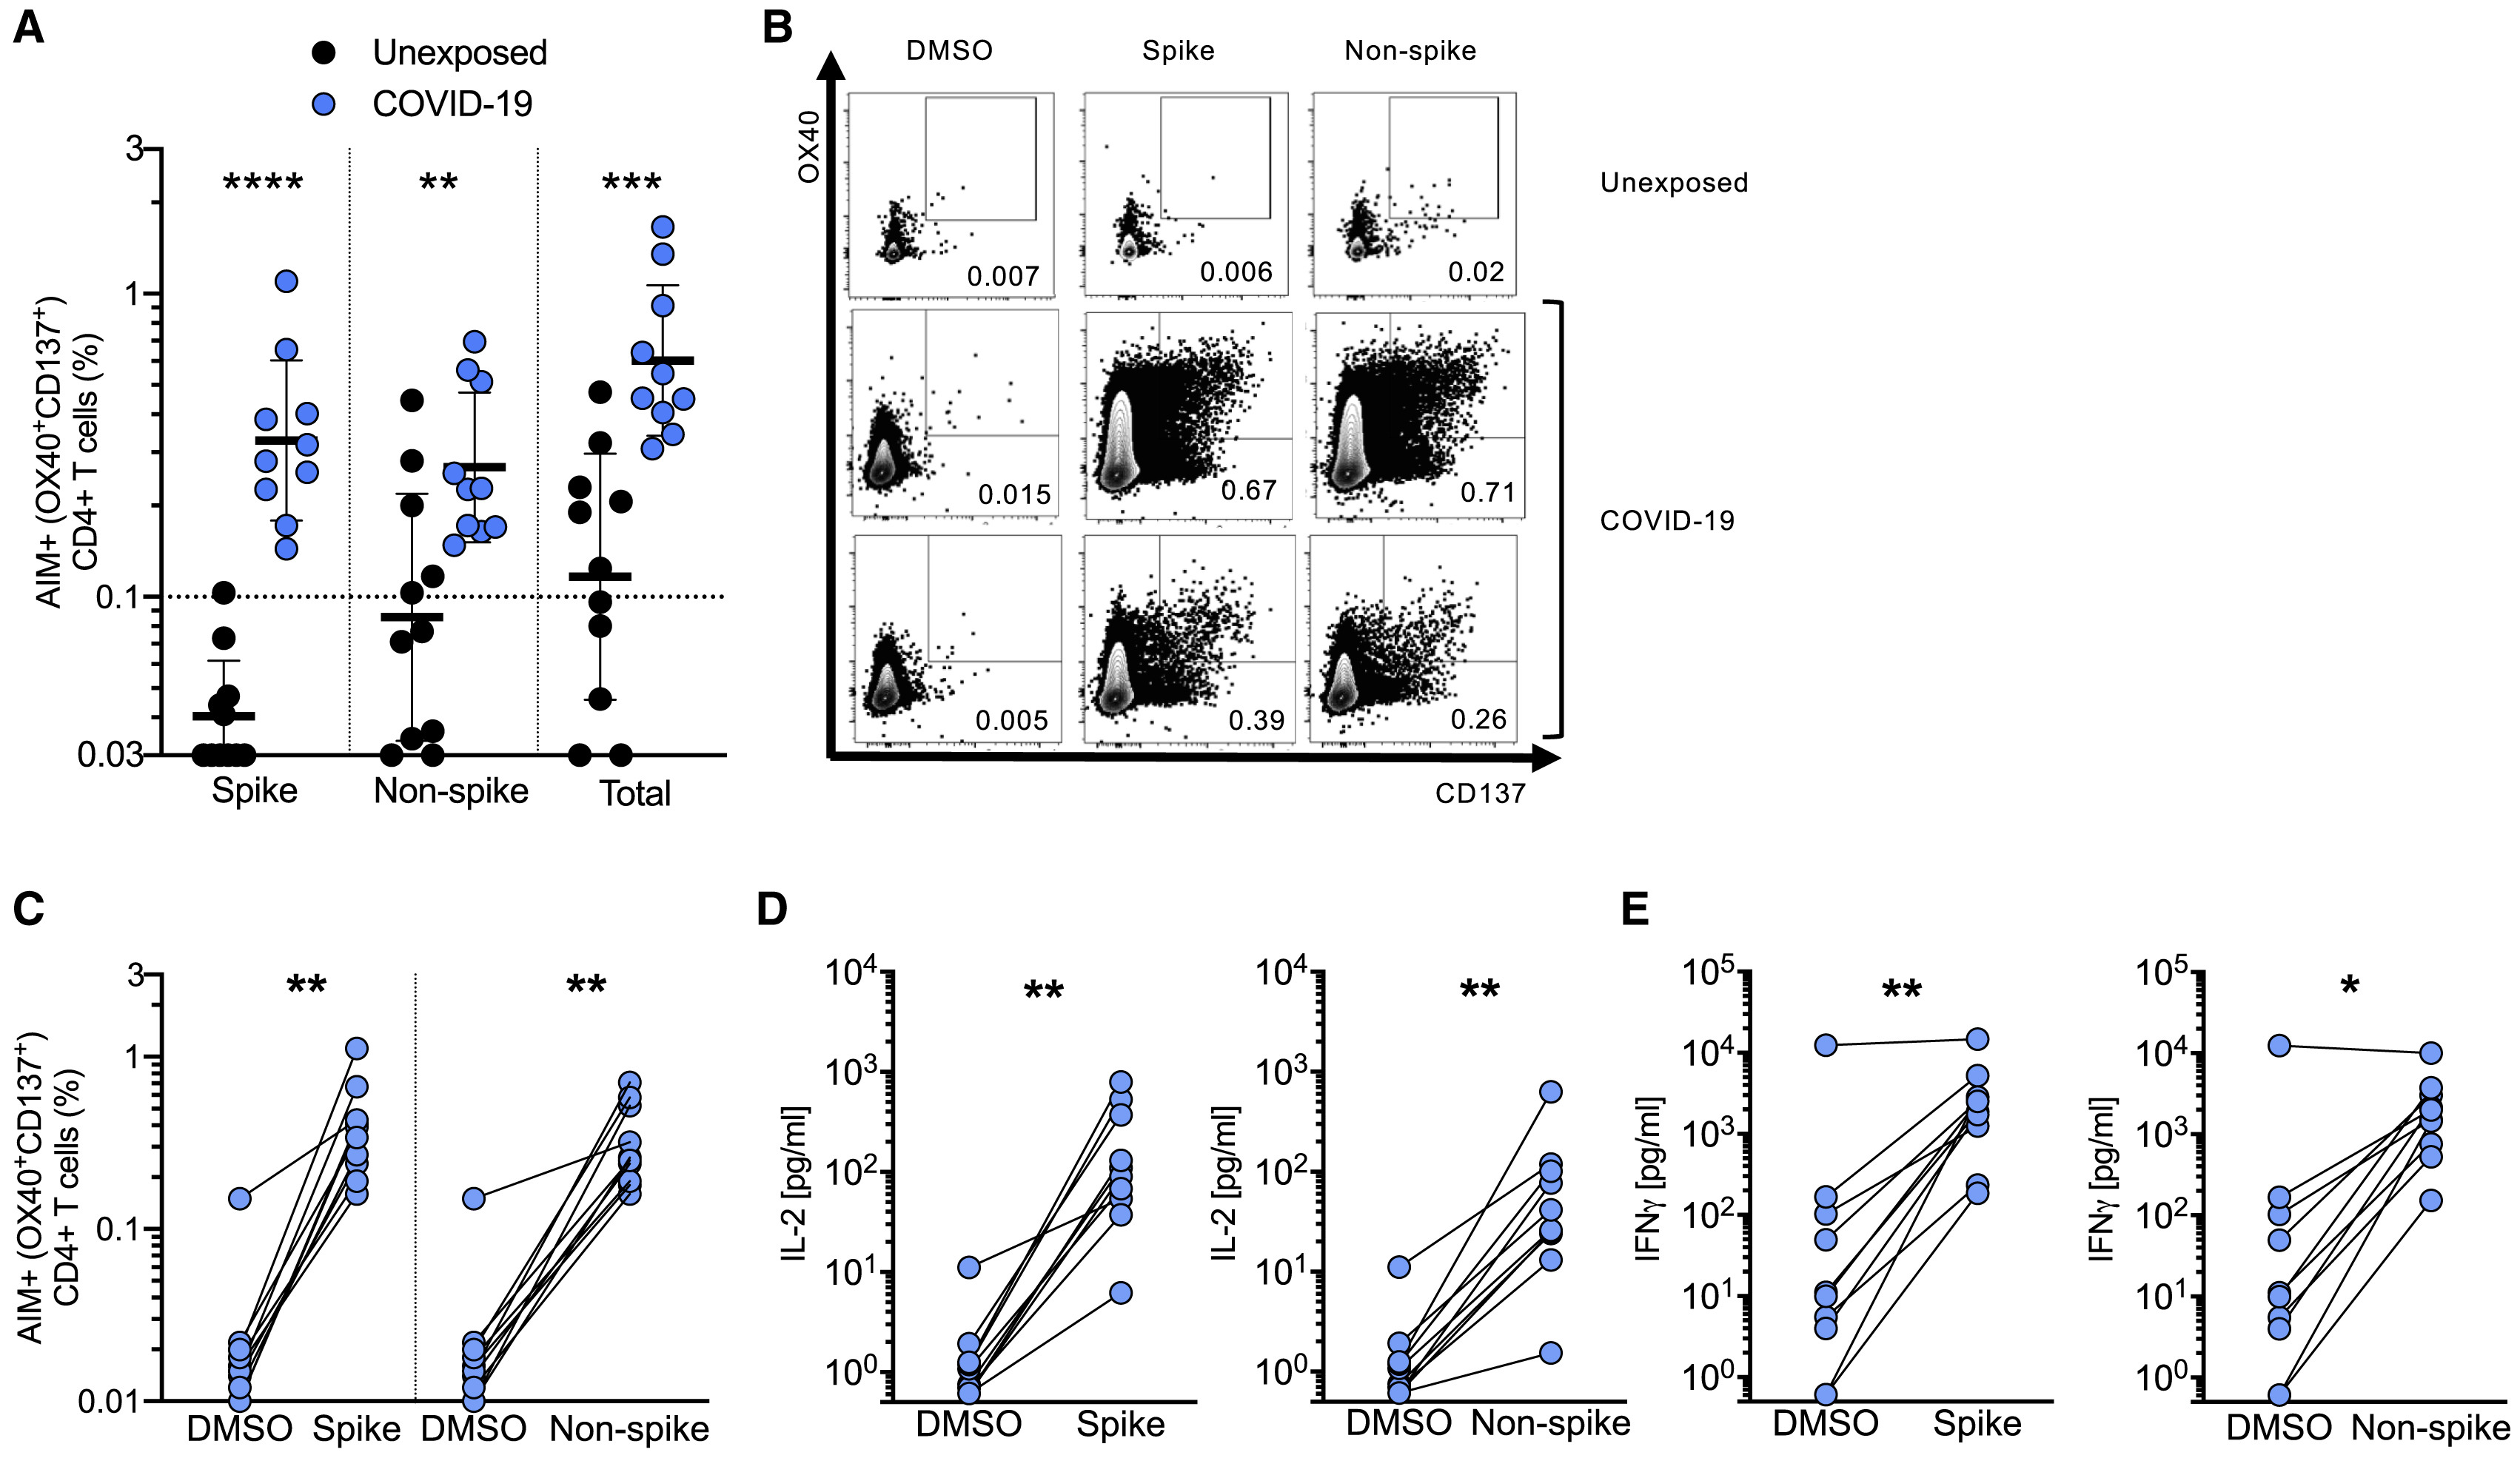 A
Unexposed
COVID-19
3
1
0.1
0.03
AIM+ (OX40+CD137+)
CD4+ T cells (%)
****
**
***
Spike
Non-spike
Total
B
DMSO
Spike
Non-spike
OX40
0.007
0.006
0.02
Unexposed
0.015
0.67
0.71
COVID-19
0.005
0.39
0.26
CD137
C
3
1
0.1
0.01
AIM+ (OX40+CD137+)
CD4+ T cells (%)
**
**
DMSO
Spike
DMSO
Non-spike
D
10^4
10^3
10^2
10^1
10^0
IL-2 [pg/ml]
**
DMSO
Spike
10^4
10^3
10^2
10^1
10^0
IL-2 [pg/ml]
**
DMSO
Non-spike
E
10^5
10^4
10^3
10^2
10^1
10^0
IFNγ [pg/ml]
**
DMSO
Spike
10^5
10^4
10^3
10^2
10^1
10^0
IFNγ [pg/ml]
*
DMSO
Non-spike